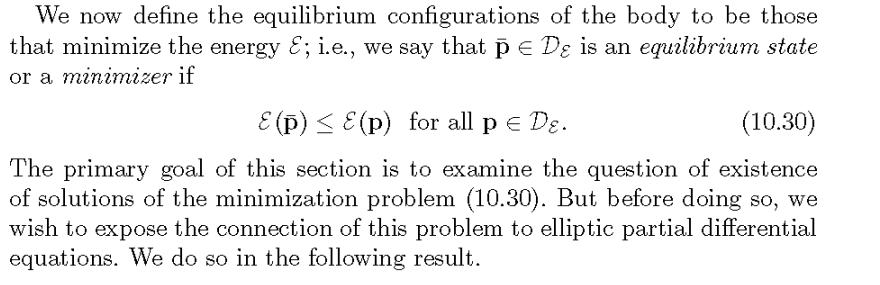 We now define the equilibrium configurations of the body to be those
that minimize the energy ℰ; i.e., we say that p̄ ∈ 𝒟_ℰ is an equilibrium state
or a minimizer if
ℰ(p̄) ≤ ℰ(p) for all p ∈ 𝒟_ℰ. (10.30)
The primary goal of this section is to examine the question of existence
of solutions of the minimization problem (10.30). But before doing so, we
wish to expose the connection of this problem to elliptic partial differential
equations. We do so in the following result.